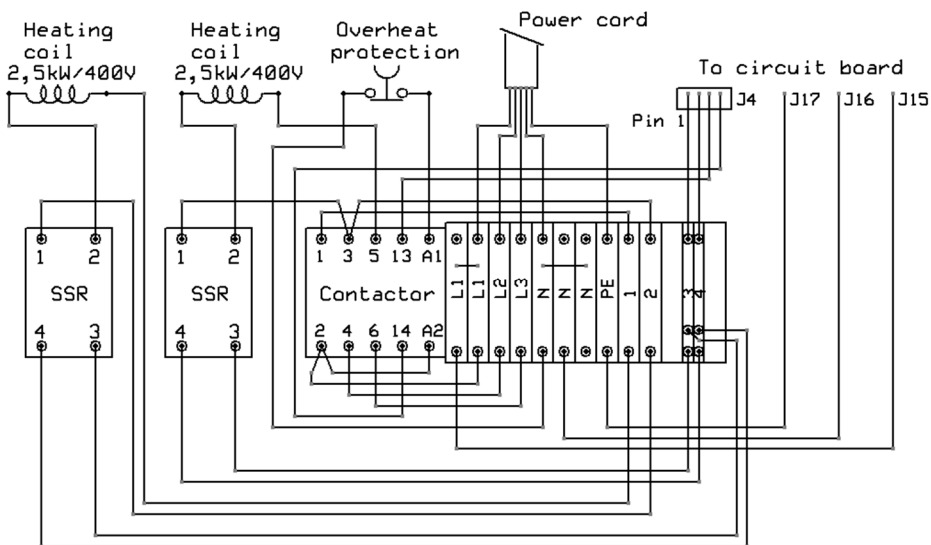 Heating
coil
2,5kW/400V
Heating
coil
2,5kW/400V
Overheat
protection
Power cord
To circuit board
J4
J17
J16
J15
Pin 1
1 2
SSR
4 3
1 2
SSR
4 3
1 3 5 13 A1
Contactor
2 4 6 14 A2
L1
L1
L2
L3
N
N
N
PE
1
2
3
4